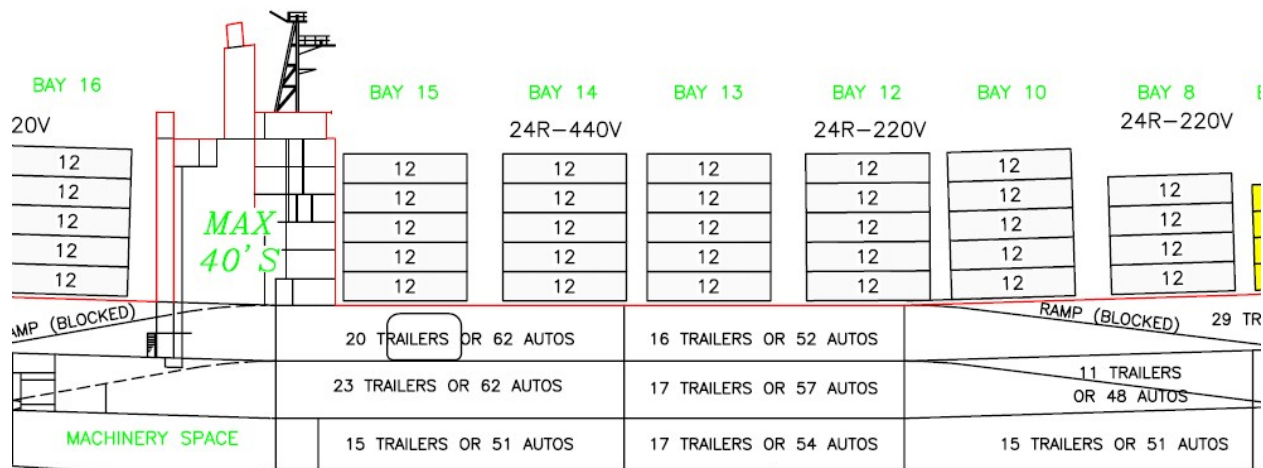 BAY 16
BAY 15
BAY 14
BAY 13
BAY 12
BAY 10
BAY 8
20V
24R-440V
24R-220V
24R-220V
12 12 12 12 12 12
12 12 12 12 12 12 12
12 12 12 12 12 12 12
12 12 12 12 12 12 12
12 12 12 12 12 12 12
MAX
40'S
AMP (BLOCKED)
RAMP (BLOCKED)
20 TRAILERS OR 62 AUTOS
16 TRAILERS OR 52 AUTOS
29 TR
23 TRAILERS OR 62 AUTOS
17 TRAILERS OR 57 AUTOS
11 TRAILERS
OR 48 AUTOS
MACHINERY SPACE
15 TRAILERS OR 51 AUTOS
17 TRAILERS OR 54 AUTOS
15 TRAILERS OR 51 AUTOS